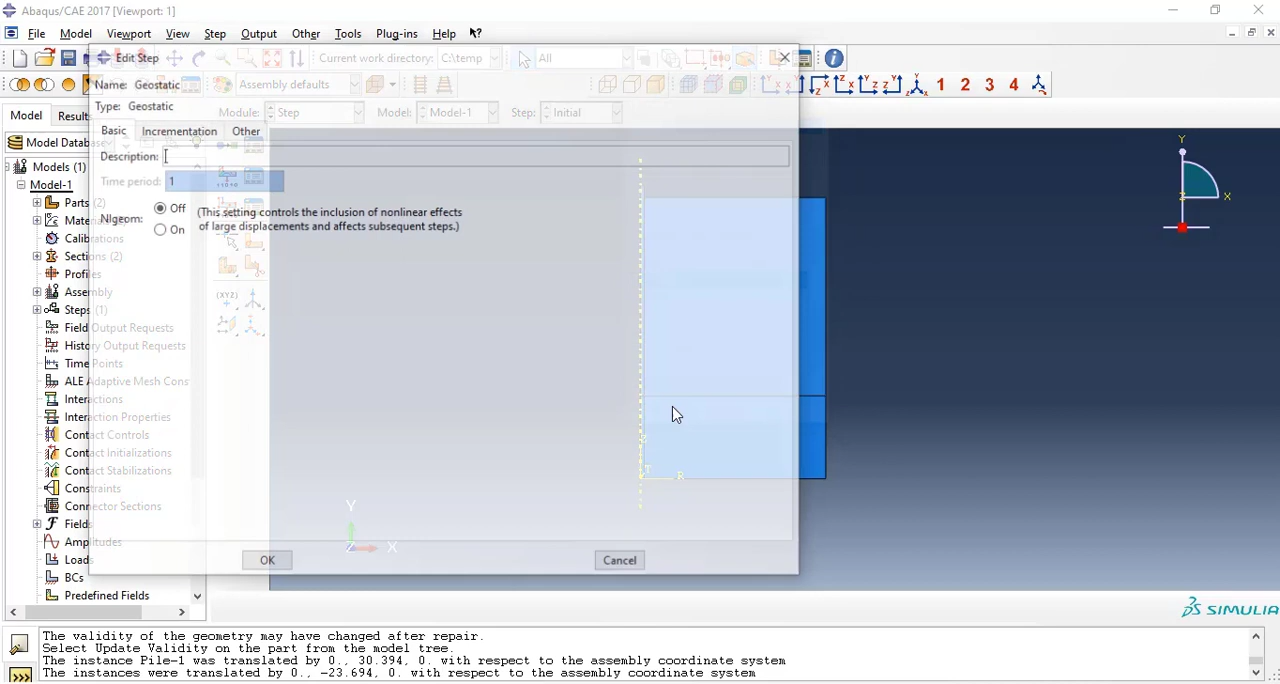 Abaqus/CAE 2017 [Viewport: 1]
File Model Viewport View Step Output Other Tools Plug-ins Help
Edit Step Current work directory: C:\temp All
Name: Geostatic Assembly defaults 1 2 3 4
Type: Geostatic
Module: Step Model: Model-1 Step: Initial
Model Results
Basic Incrementation Other
Model Database
Description:
Models (1)
Time period: 1
Model-1
Parts (2)
Nlgeom: Off (This setting controls the inclusion of nonlinear effects
On of large displacements and affects subsequent steps.)
Calibrations
Sections (2)
Profiles
Assembly
Steps (1)
Field Output Requests
History Output Requests
Time Points
ALE Adaptive Mesh Cons
Interactions
Interaction Properties
Contact Controls
Contact Initializations
Contact Stabilizations
Constraints
Connector Sections
Fields
Amplitudes
Loads
BCs
Predefined Fields
(XYZ)
Y
X
Z
T
R
Y
X
Z
OK Cancel
SIMULIA
The validity of the geometry may have changed after repair.
Select Update Validity on the part from the model tree.
The instance Pile-1 was translated by 0., 30.394, 0. with respect to the assembly coordinate system
The instances were translated by 0., -23.694, 0. with respect to the assembly coordinate system